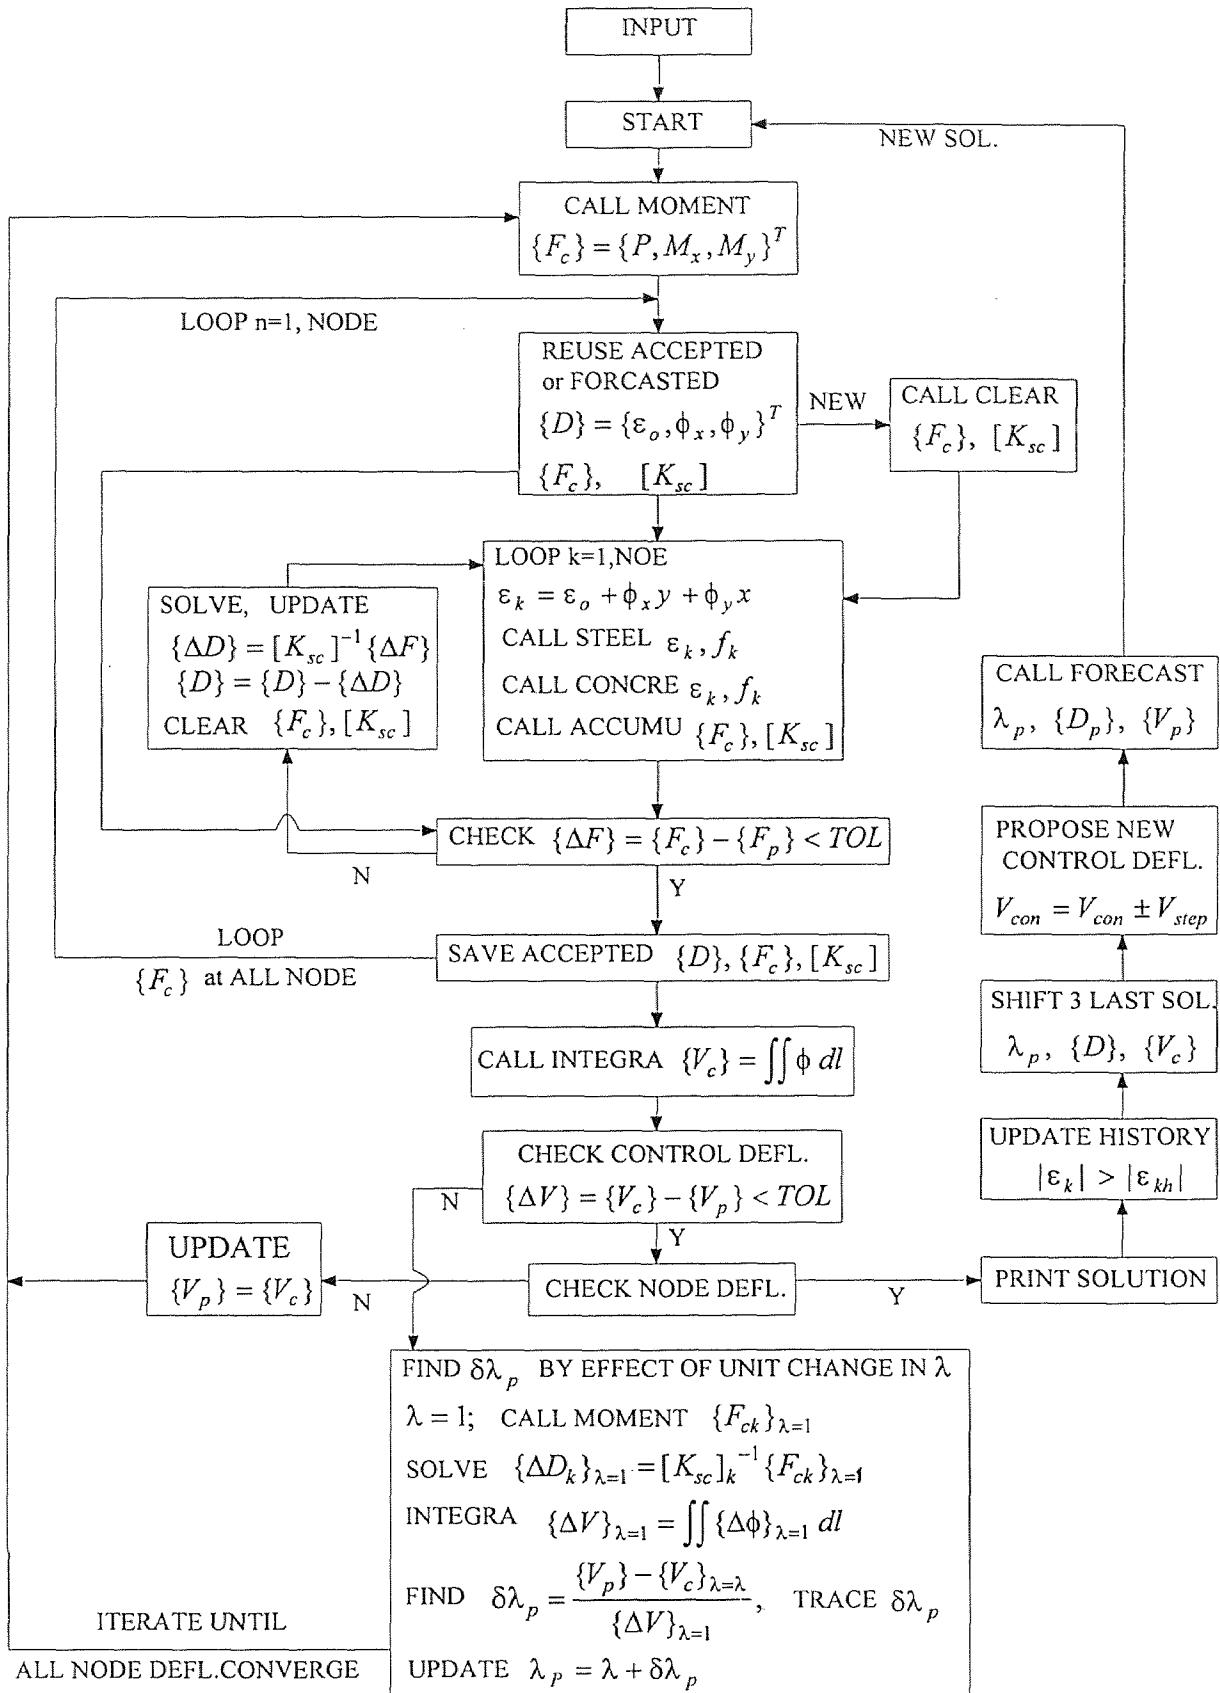 INPUT
START
NEW SOL.
CALL MOMENT
{F_c} = {P, M_x, M_y}^T
LOOP n=1, NODE
REUSE ACCEPTED
or FORCASTED
{D} = {ε_o, ϕ_x, ϕ_y}^T
{F_c}, [K_sc]
NEW
CALL CLEAR
{F_c}, [K_sc]
LOOP k=1,NOE
ε_k = ε_o + ϕ_x y + ϕ_y x
CALL STEEL ε_k, f_k
CALL CONCRE ε_k, f_k
CALL ACCUMU {F_c}, [K_sc]
SOLVE, UPDATE
{ΔD} = [K_sc]^-1 {ΔF}
{D} = {D} − {ΔD}
CLEAR {F_c}, [K_sc]
CALL FORECAST
λ_p, {D_p}, {V_p}
CHECK {ΔF} = {F_c} − {F_p} < TOL
N
Y
PROPOSE NEW
CONTROL DEFL.
V_con = V_con ± V_step
LOOP
{F_c} at ALL NODE
SAVE ACCEPTED {D}, {F_c}, [K_sc]
SHIFT 3 LAST SOL.
λ_p, {D}, {V_c}
CALL INTEGRA {V_c} = ∬ ϕ dl
CHECK CONTROL DEFL.
{ΔV} = {V_c} − {V_p} < TOL
N
Y
UPDATE HISTORY
|ε_k| > |ε_kh|
UPDATE
{V_p} = {V_c}
N
CHECK NODE DEFL.
Y
PRINT SOLUTION
FIND δλ_p BY EFFECT OF UNIT CHANGE IN λ
λ = 1; CALL MOMENT {F_ck}_λ=1
SOLVE {ΔD_k}_λ=1 = [K_sc]_k^-1 {F_ck}_λ=1
INTEGRA {ΔV}_λ=1 = ∬ {Δϕ}_λ=1 dl
FIND δλ_p = {V_p} − {V_c}_λ=λ / {ΔV}_λ=1, TRACE δλ_p
UPDATE λ_p = λ + δλ_p
ITERATE UNTIL
ALL NODE DEFL.CONVERGE